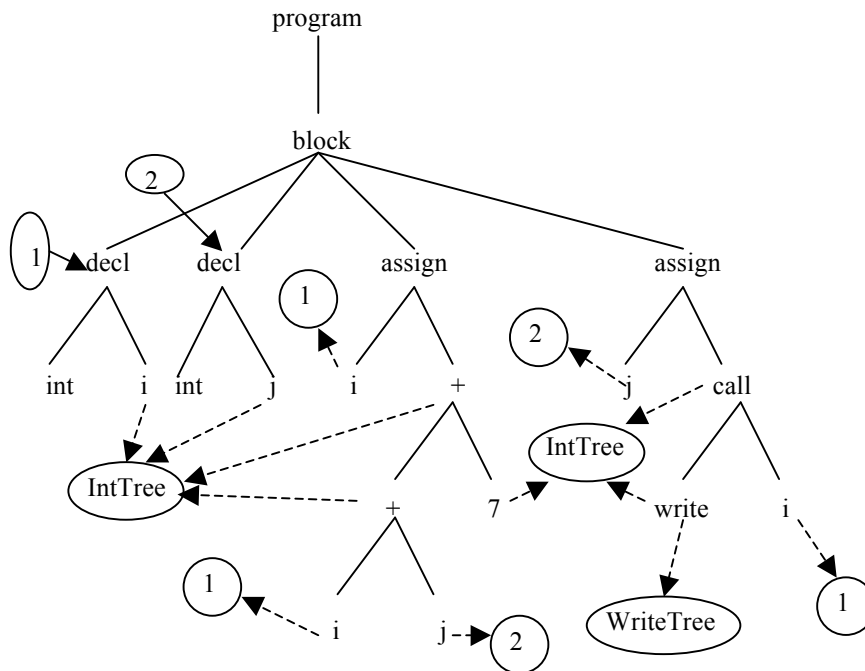 program
block
2
1
decl
decl
assign
assign
1
2
int
i
int
j
i
+
j
call
IntTree
IntTree
+
7
write
i
1
1
WriteTree
i
j
2